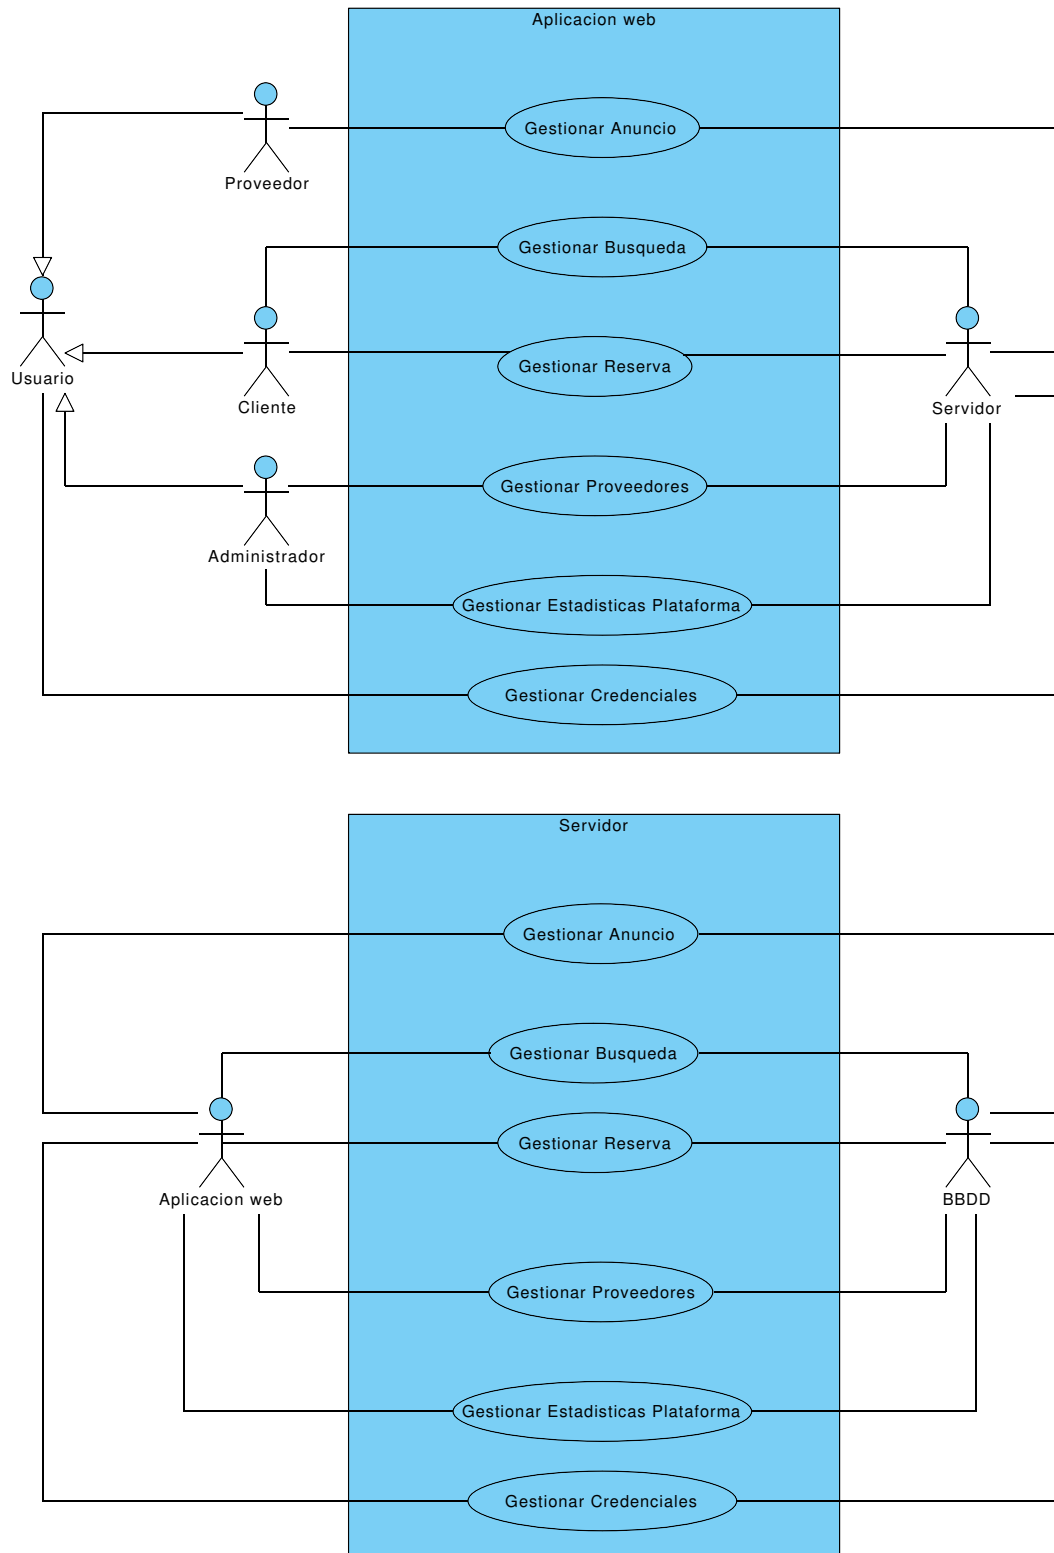 Aplicacion web
Gestionar Anuncio
Proveedor
Gestionar Busqueda
Gestionar Reserva
Usuario
Cliente
Servidor
Gestionar Proveedores
Administrador
Gestionar Estadisticas Plataforma
Gestionar Credenciales
Servidor
Gestionar Anuncio
Gestionar Busqueda
Gestionar Reserva
Aplicacion web
BBDD
Gestionar Proveedores
Gestionar Estadisticas Plataforma
Gestionar Credenciales